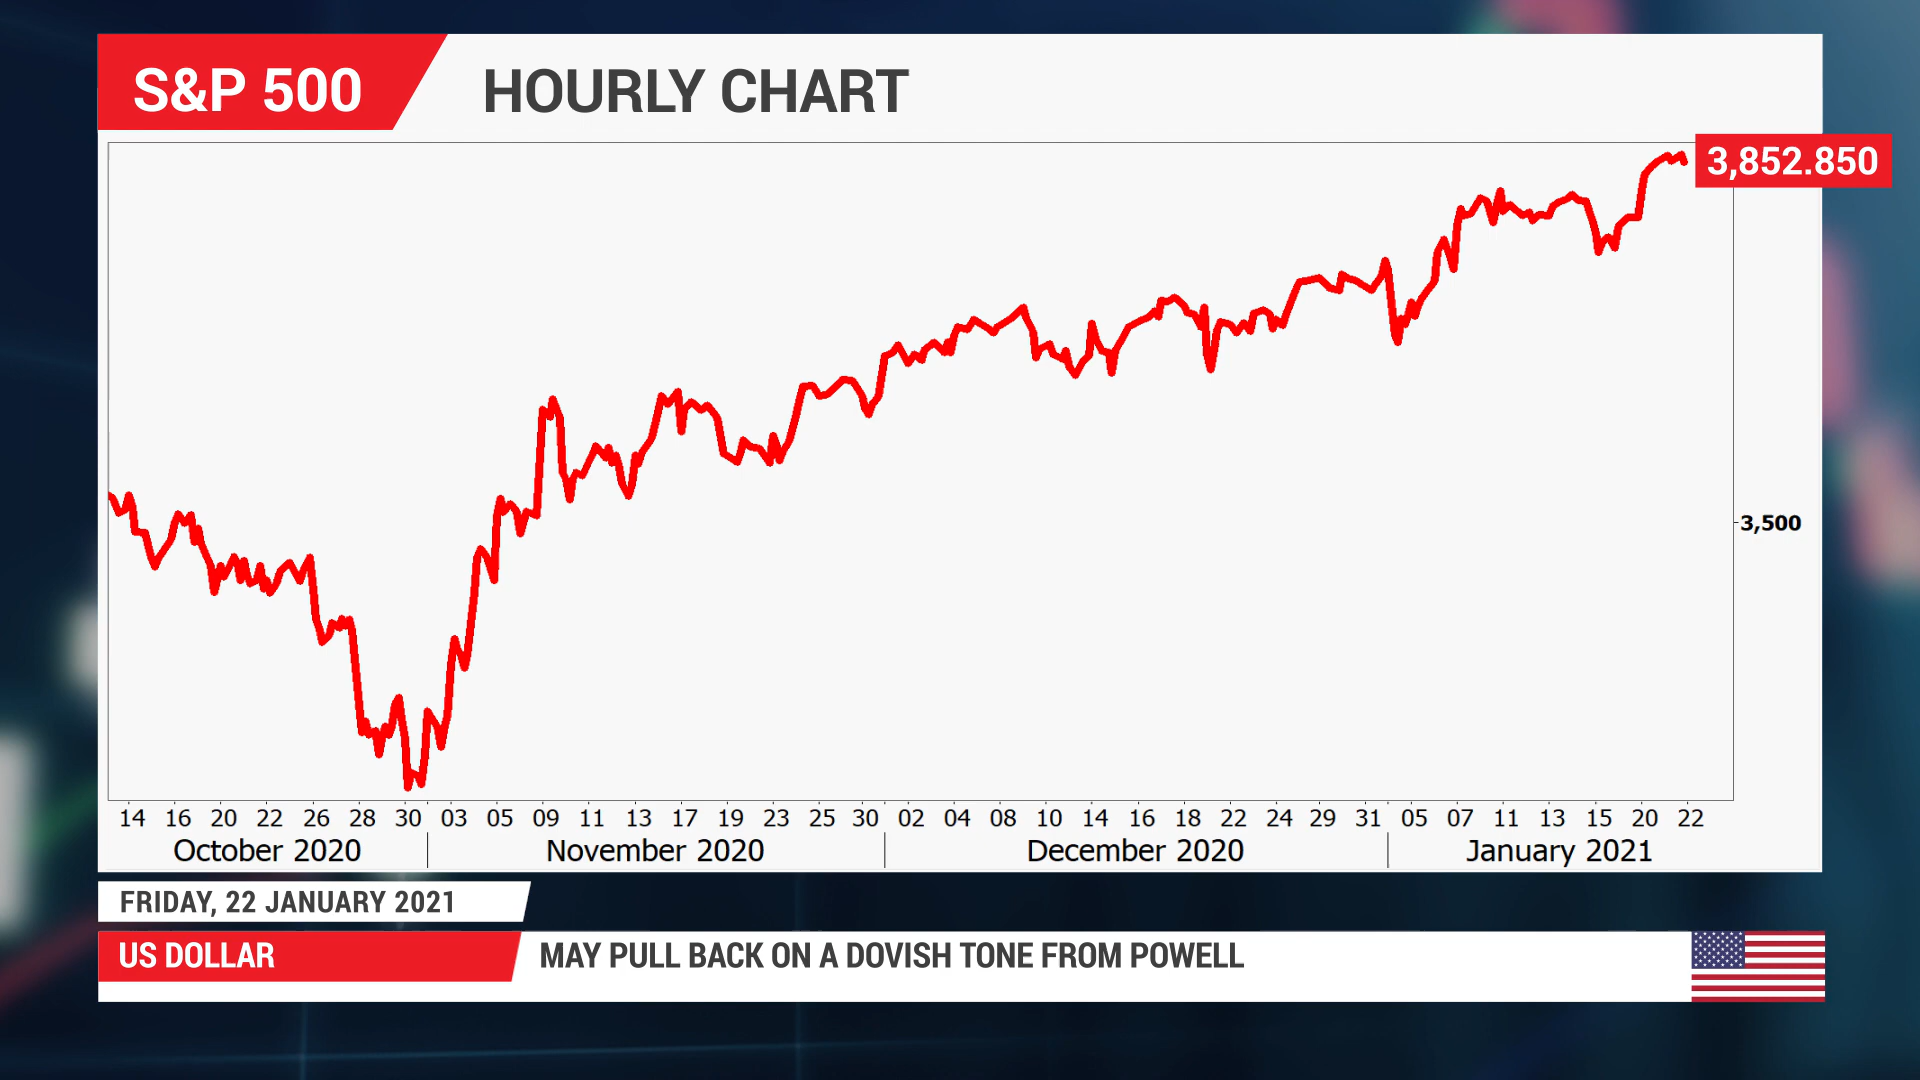 S&P 500
HOURLY CHART
3,852.850
3,500
14 16 20 22 26 28 30 03 05 09 11 13 17 19 23 25 30 02 04 08 10 14 16 18 22 24 29 31 05 07 11 13 15 20 22
October 2020 November 2020 December 2020 January 2021
FRIDAY, 22 JANUARY 2021
US DOLLAR
MAY PULL BACK ON A DOVISH TONE FROM POWELL